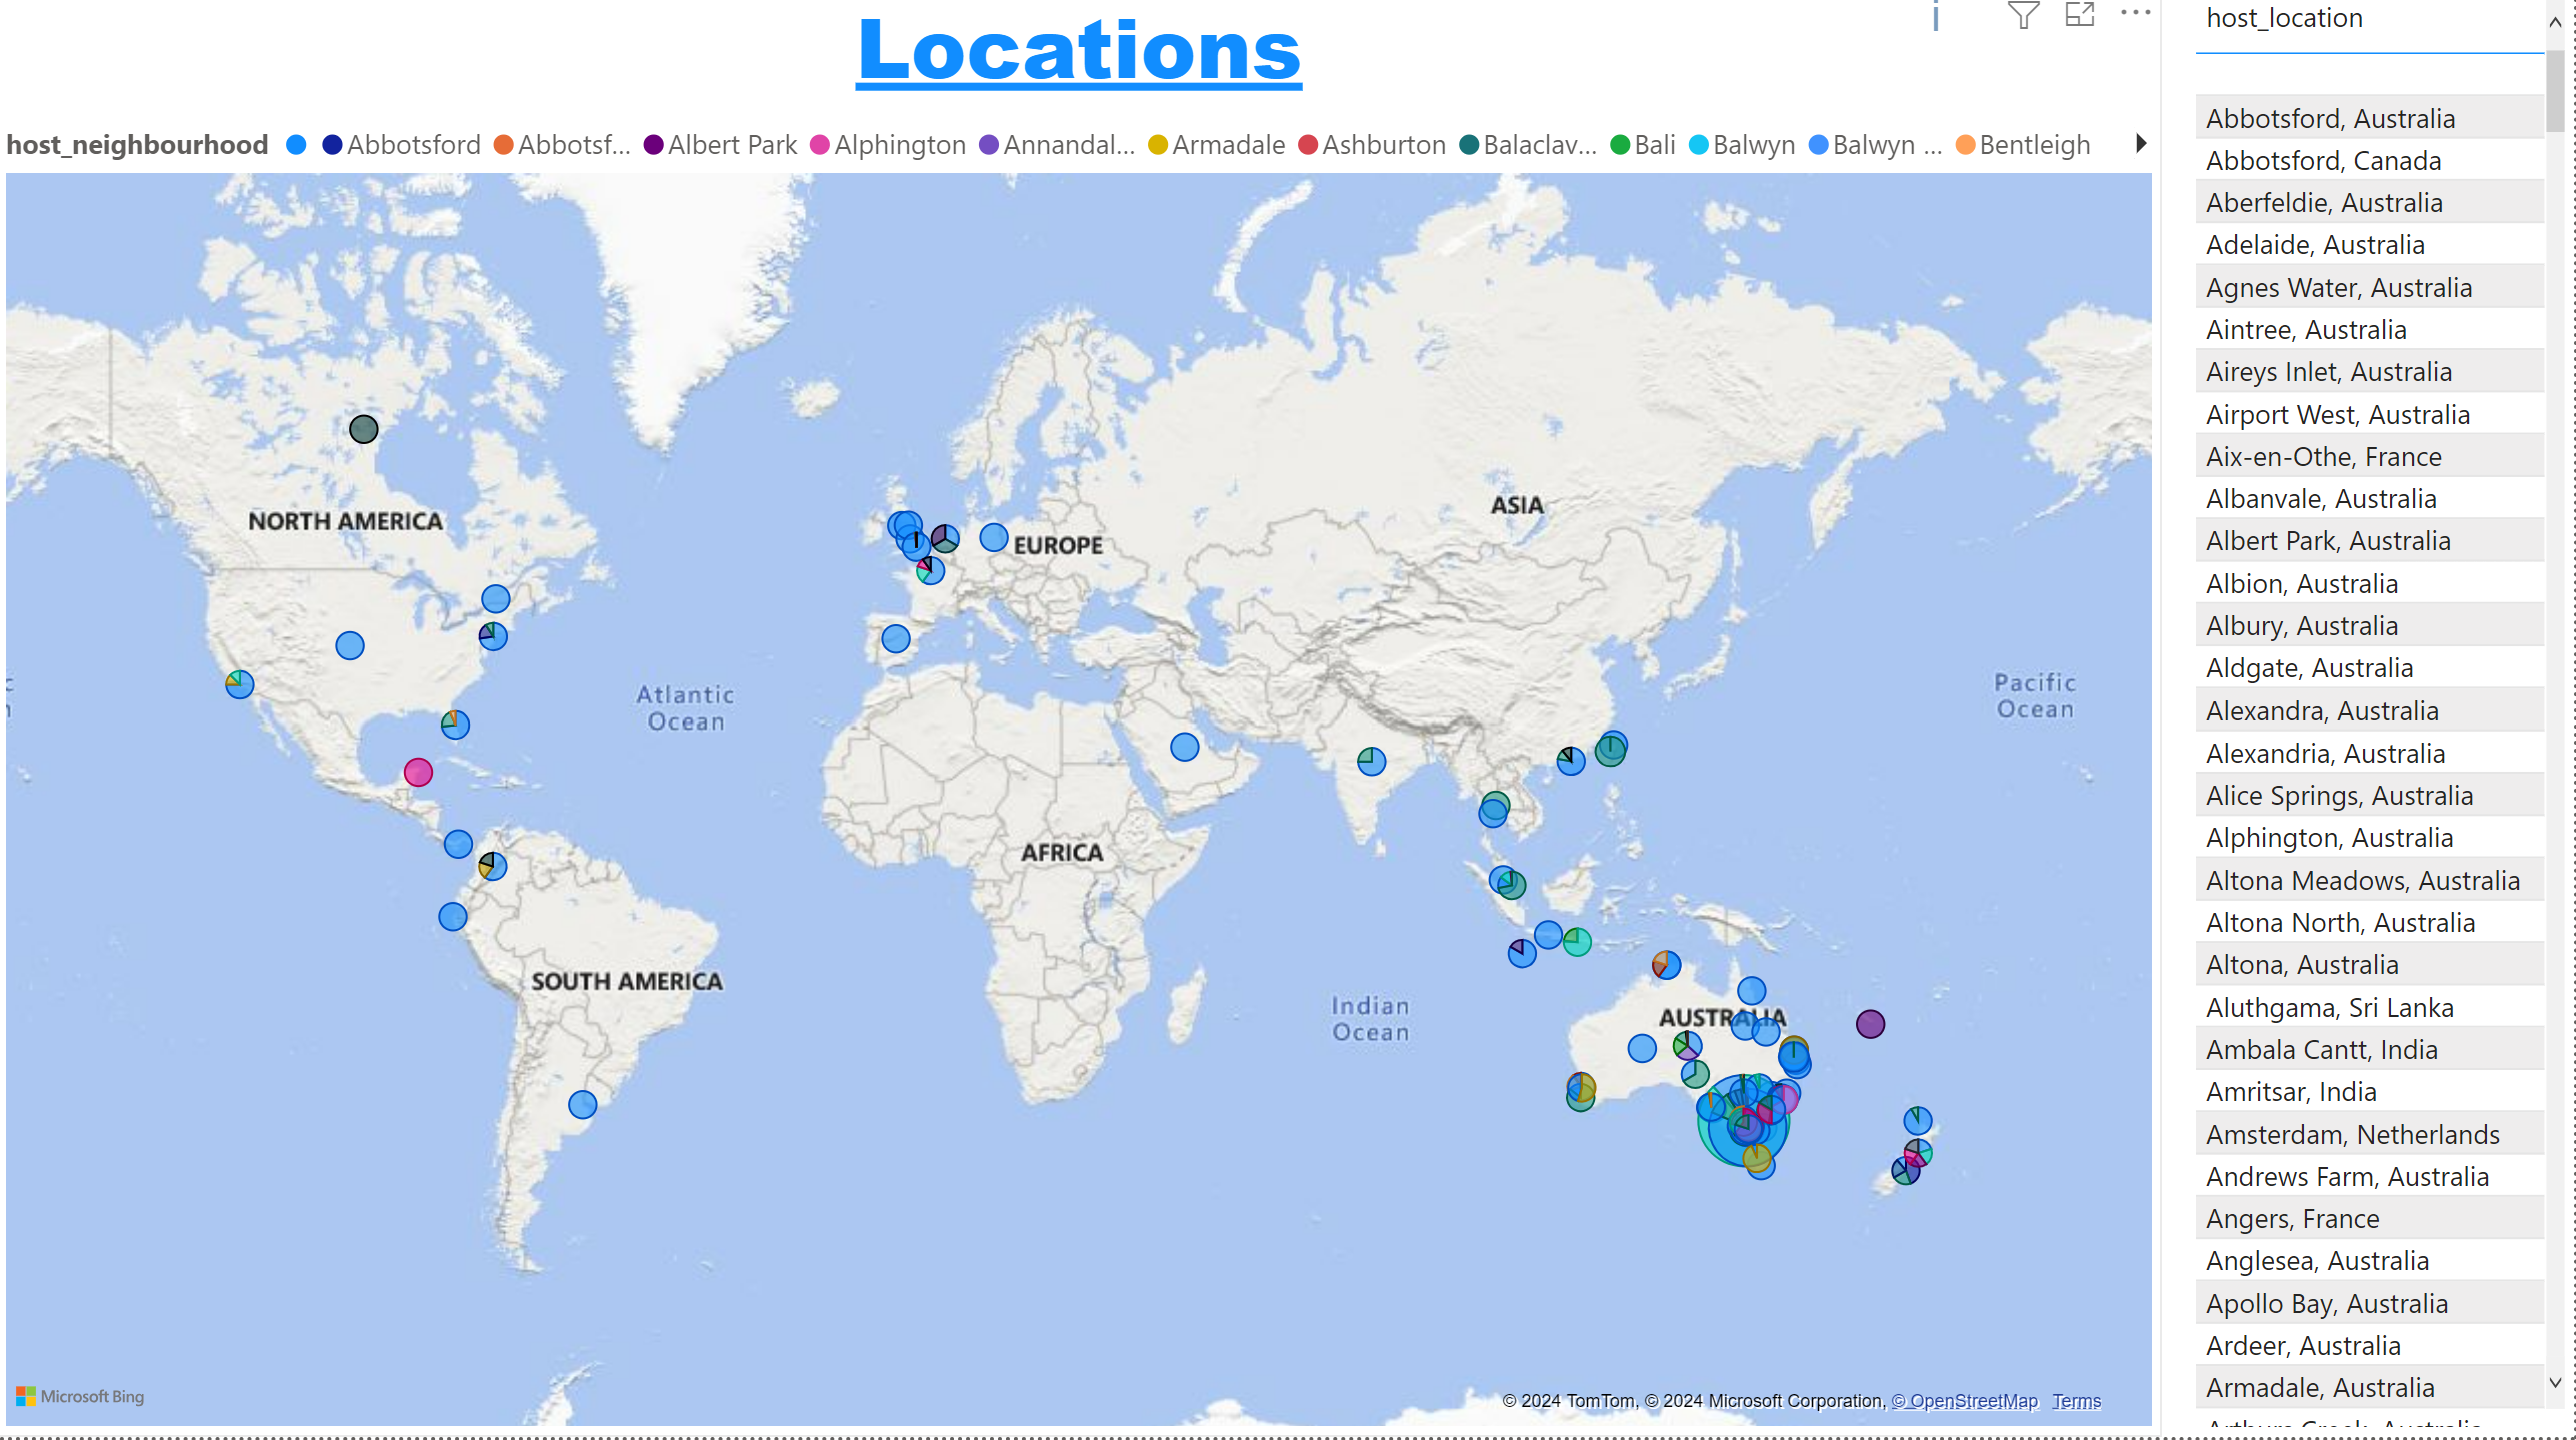 Locations
host_neighbourhood Abbotsford Abbotsf... Albert Park Alphington Annandal... Armadale Ashburton Balaclav... Bali Balwyn Balwyn ... Bentleigh
NORTH AMERICA
ASIA
EUROPE
Atlantic
Ocean
Pacific
Ocean
AFRICA
SOUTH AMERICA
Indian
Ocean
AUSTRALIA
Microsoft Bing
© 2024 TomTom, © 2024 Microsoft Corporation, © OpenStreetMap Terms
host_location
Abbotsford, Australia
Abbotsford, Canada
Aberfeldie, Australia
Adelaide, Australia
Agnes Water, Australia
Aintree, Australia
Aireys Inlet, Australia
Airport West, Australia
Aix-en-Othe, France
Albanvale, Australia
Albert Park, Australia
Albion, Australia
Albury, Australia
Aldgate, Australia
Alexandra, Australia
Alexandria, Australia
Alice Springs, Australia
Alphington, Australia
Altona Meadows, Australia
Altona North, Australia
Altona, Australia
Aluthgama, Sri Lanka
Ambala Cantt, India
Amritsar, India
Amsterdam, Netherlands
Andrews Farm, Australia
Angers, France
Anglesea, Australia
Apollo Bay, Australia
Ardeer, Australia
Armadale, Australia